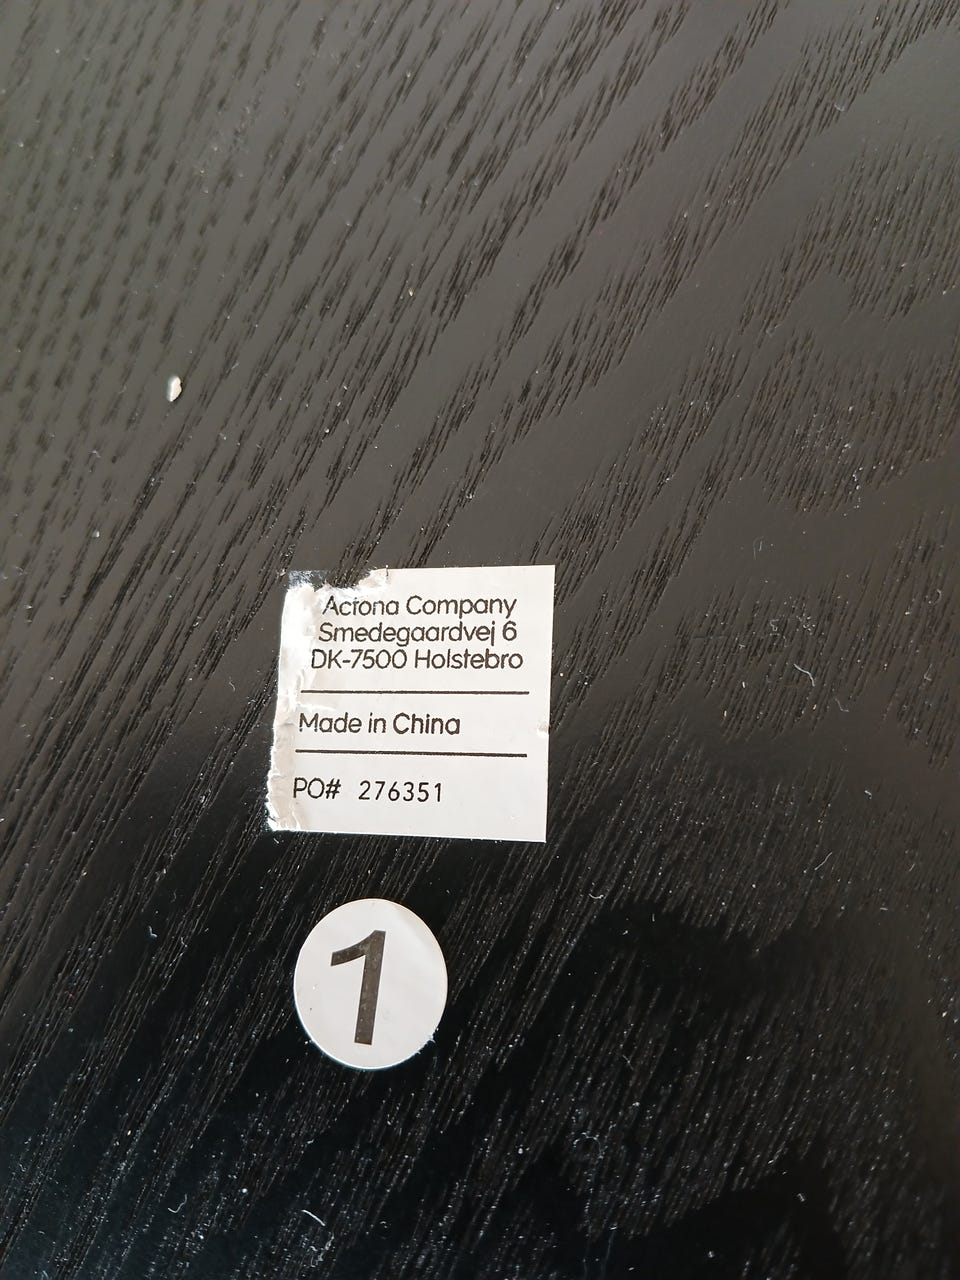 Actona Company
Smedegaardvej 6
DK-7500 Holstebro
Made in China
PO# 276351
1